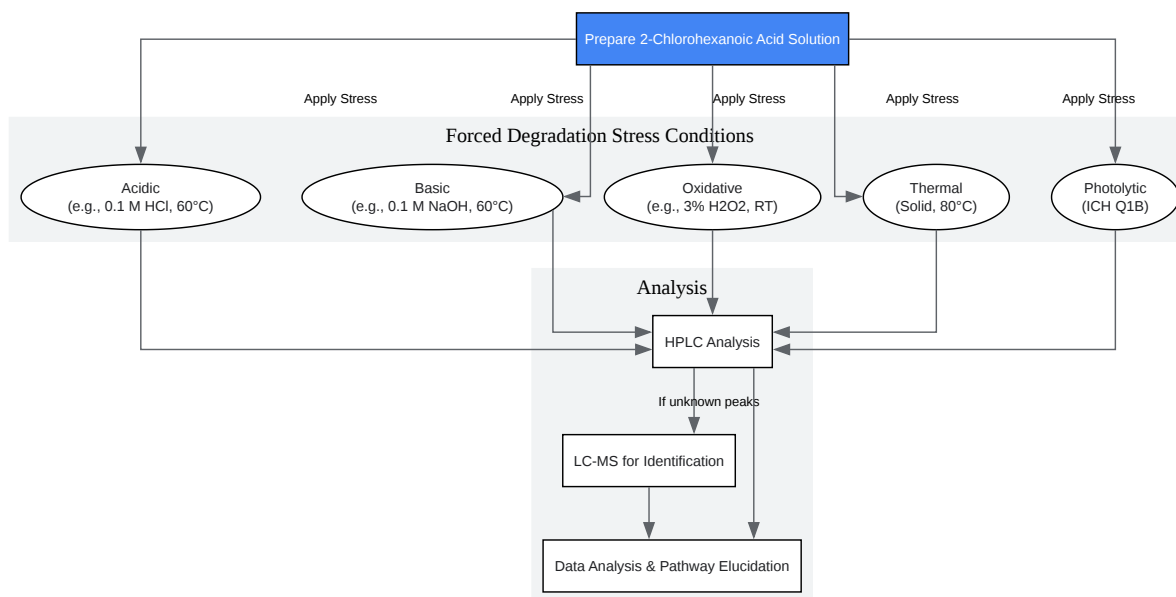 Prepare 2-Chlorohexanoic Acid Solution
Apply Stress
Apply Stress
Apply Stress
Apply Stress
Apply Stress
Forced Degradation Stress Conditions
Acidic
(e.g., 0.1 M HCl, 60°C)
Basic
(e.g., 0.1 M NaOH, 60°C)
Oxidative
(e.g., 3% H2O2, RT)
Thermal
(Solid, 80°C)
Photolytic
(ICH Q1B)
Analysis
HPLC Analysis
If unknown peaks
LC-MS for Identification
Data Analysis & Pathway Elucidation